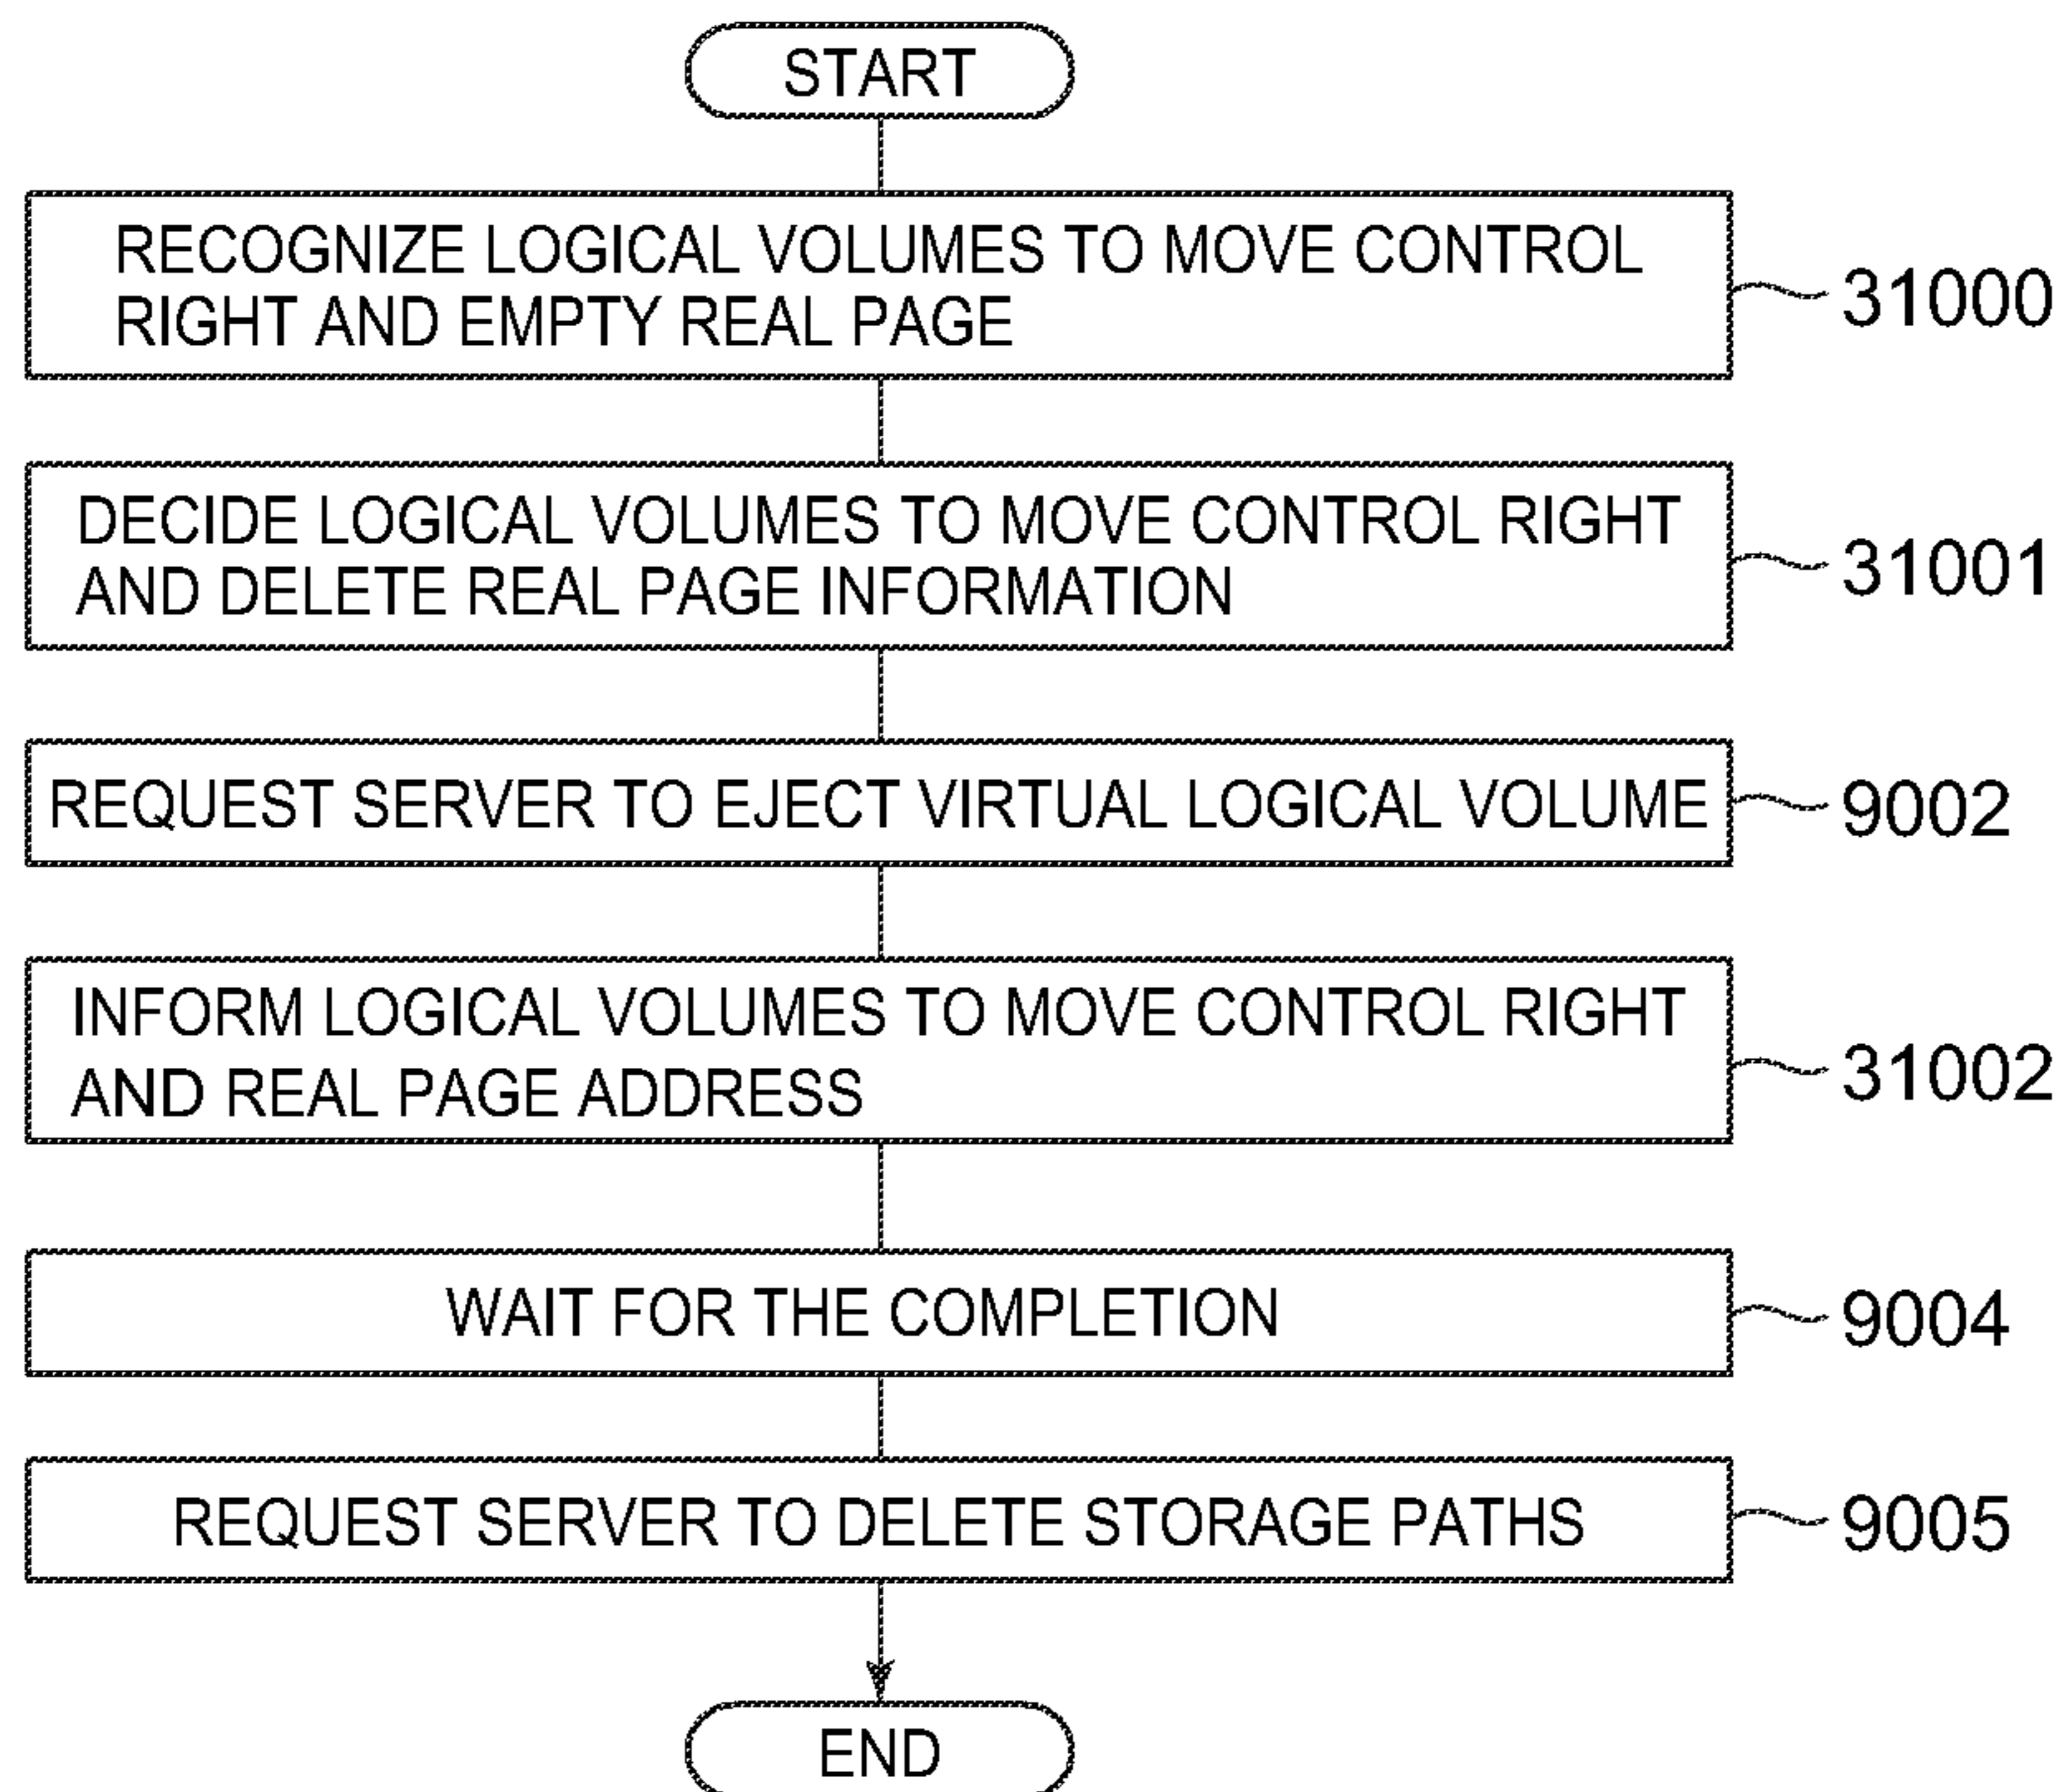 START
RECOGNIZE LOGICAL VOLUMES TO MOVE CONTROL
RIGHT AND EMPTY REAL PAGE
31000
DECIDE LOGICAL VOLUMES TO MOVE CONTROL RIGHT
AND DELETE REAL PAGE INFORMATION
31001
REQUEST SERVER TO EJECT VIRTUAL LOGICAL VOLUME
9002
INFORM LOGICAL VOLUMES TO MOVE CONTROL RIGHT
AND REAL PAGE ADDRESS
31002
WAIT FOR THE COMPLETION
9004
REQUEST SERVER TO DELETE STORAGE PATHS
9005
END